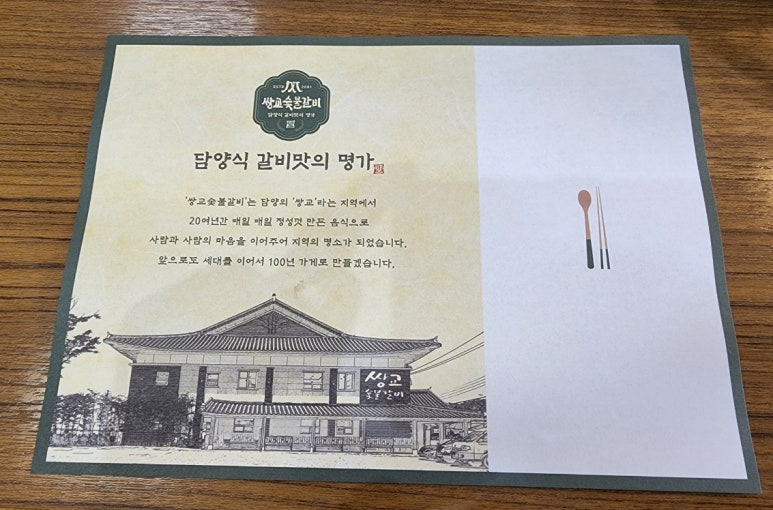 ESTD 2001
쌍교숯불갈비
담양식 갈비맛의 명가
담양식 갈비맛의 명가
'쌍교숯불갈비'는 담양의 '쌍교'라는 지역에서
20여년간 매일 매일 정성껏 만든 음식으로
사람과 사람의 마음을 이어주어 지역의 명소가 되었습니다.
앞으로도 세대를 이어서 100년 가게로 만들겠습니다.
쌍교
숯불갈비